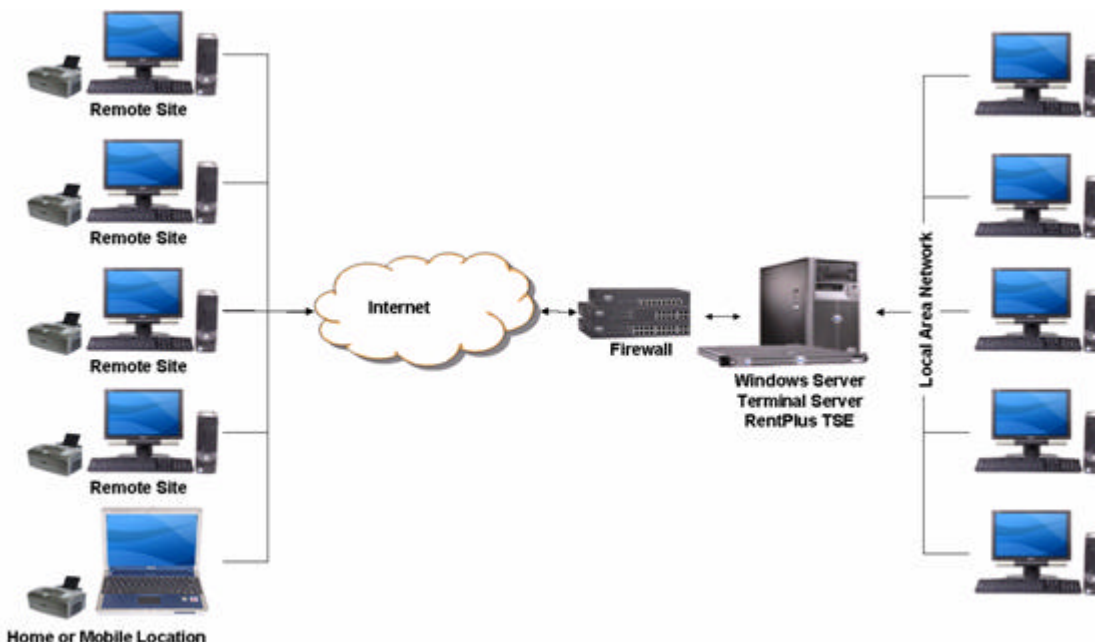 Remote Site
Remote Site
Remote Site
Remote Site
Home or Mobile Location
Internet
Firewall
Windows Server
Terminal Server
RentPlus TSE
Local Area Network